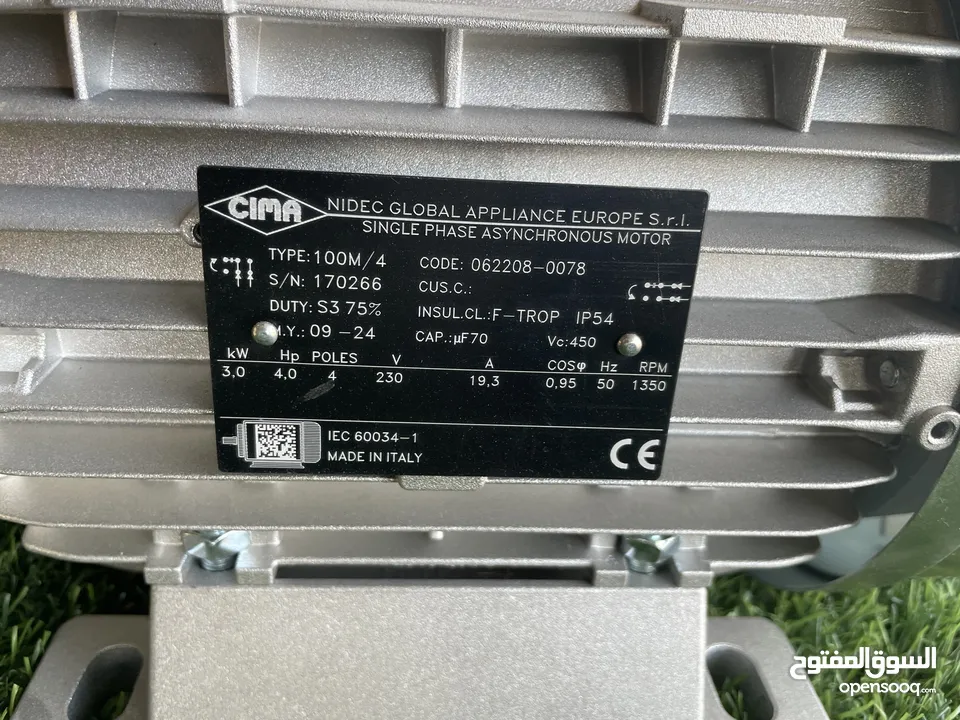 CIMA
NIDEC GLOBAL APPLIANCE EUROPE S.r.l.
SINGLE PHASE ASYNCHRONOUS MOTOR
TYPE: 100M/4 CODE: 062208-0078
S/N: 170266 CUS.C.:
DUTY: S3 75% INSUL.CL.: F-TROP IP54
M.Y.: 09 -24 CAP.: µF 70 Vc: 450
kW Hp POLES V A COSφ Hz RPM
3,0 4,0 4 230 19,3 0,95 50 1350
IEC 60034-1
MADE IN ITALY
CE
السوق المفتوح
opensooq.com